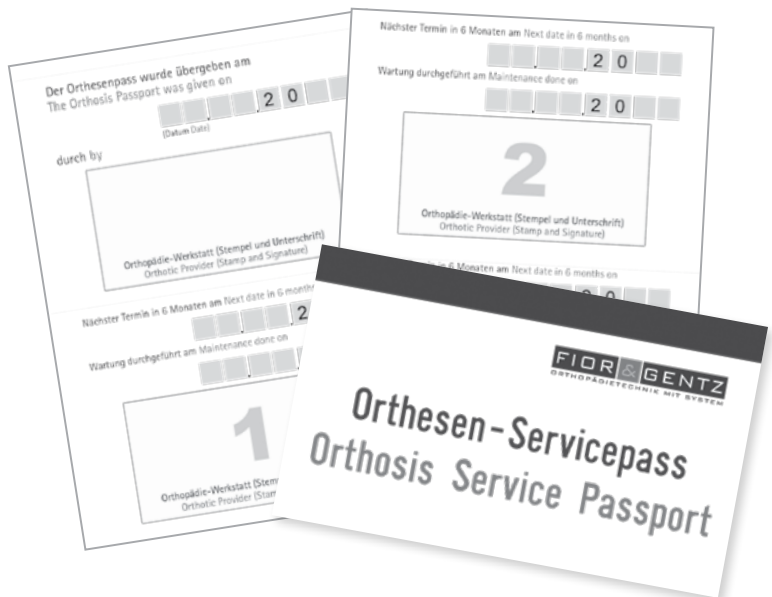 Der Orthesenpass wurde übergeben am
The Orthosis Passport was given on
20
(Datum Date)
durch by
Orthopädie-Werkstatt (Stempel und Unterschrift)
Orthotic Provider (Stamp and Signature)
Nächster Termin in 6 Monaten am Next date in 6 month
2
Wartung durchgeführt am Maintenance done on
1
Orthopädie-Werkstatt (Stem
Orthotic Provider (Stam
Nächster Termin in 6 Monaten am Next date in 6 months on
20
Wartung durchgeführt am Maintenance done on
20
2
Orthopädie-Werkstatt (Stempel und Unterschrift)
Orthotic Provider (Stamp and Signature)
in 6 Monaten am Next date in 6 months on
20
FIOR & GENTZ
ORTHOPÄDIETECHNIK MIT SYSTEM
Orthesen-Servicepass
Orthosis Service Passport